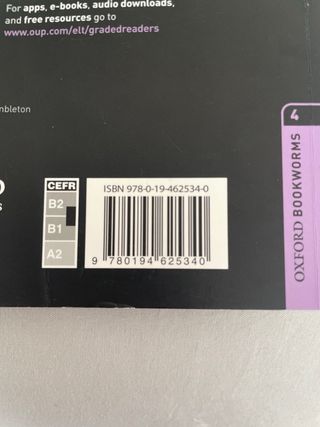 For apps, e-books, audio downloads,
and free resources go to
www.oup.com/elt/gradedreaders
mbleton
4
OXFORD BOOKWORMS
CEFR
B2
B1
A2
ISBN 978-0-19-462534-0
9 780194 625340